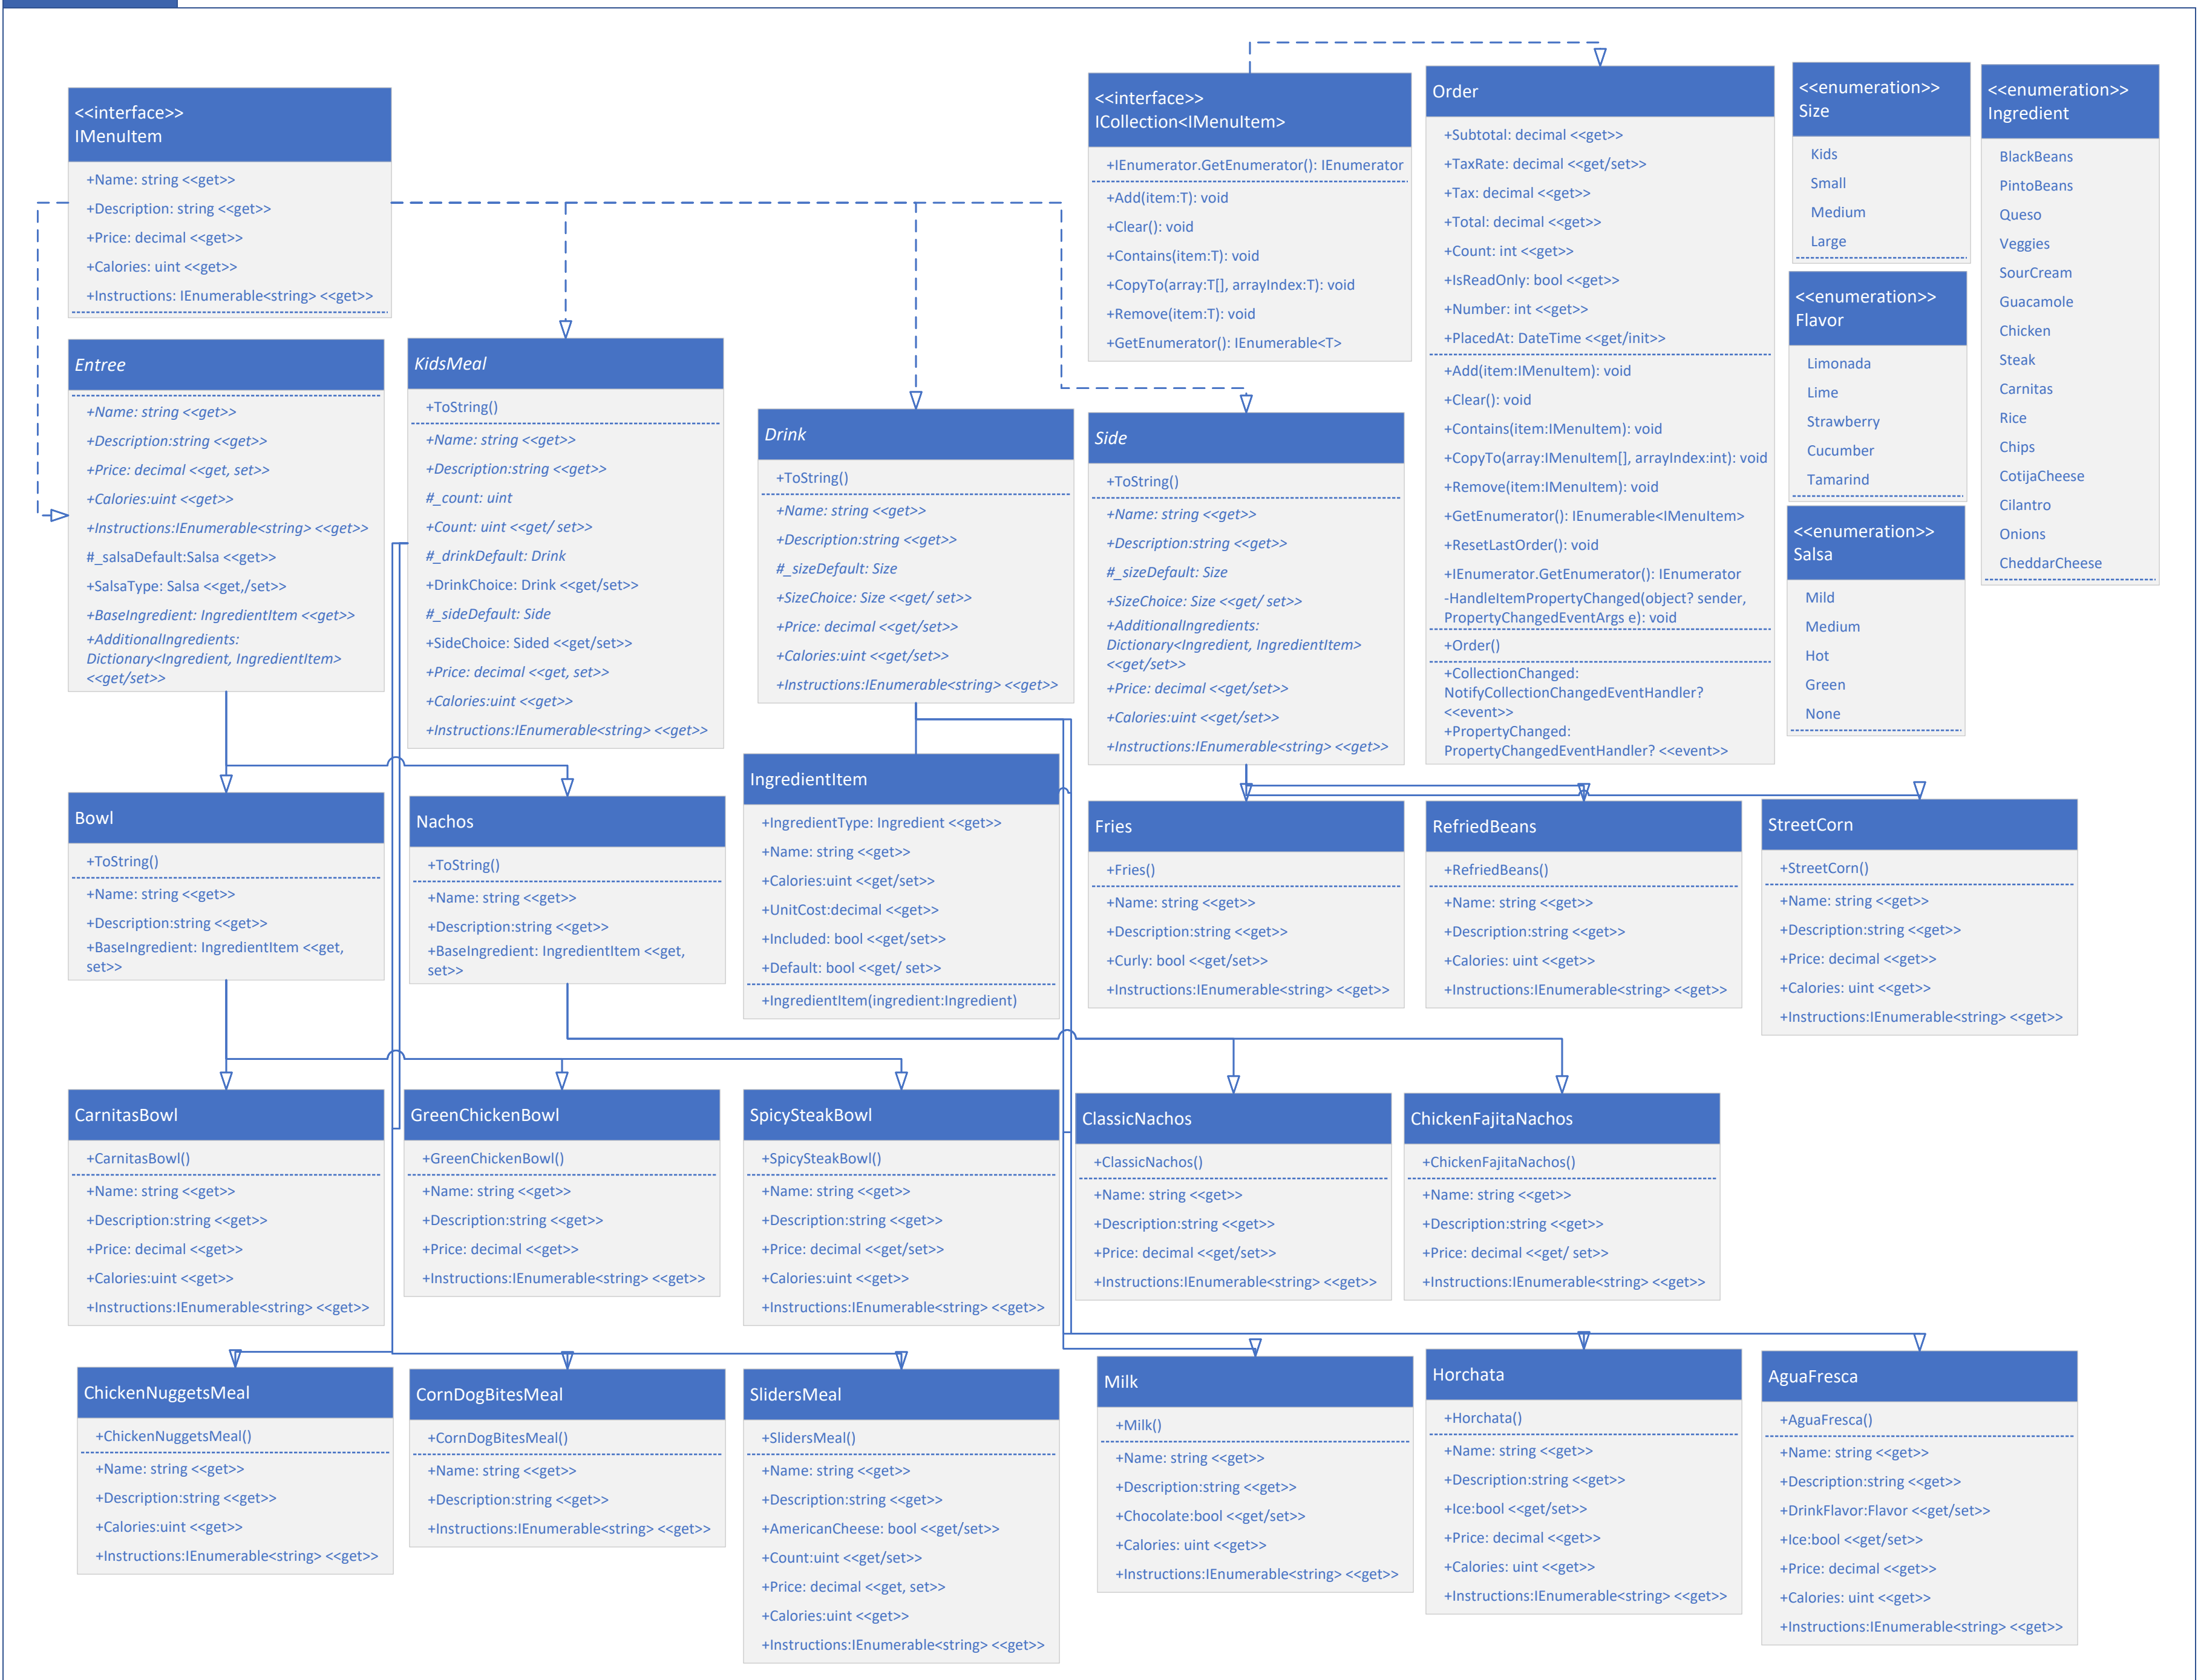 <<interface>>
IMenuItem
+Name: string <<get>>
+Description: string <<get>>
+Price: decimal <<get>>
+Calories: uint <<get>>
+Instructions: IEnumerable<string> <<get>>
<<interface>>
ICollection<IMenuItem>
+IEnumerator.GetEnumerator(): IEnumerator
+Add(item:T): void
+Clear(): void
+Contains(item:T): void
+CopyTo(array:T[], arrayIndex:T): void
+Remove(item:T): void
+GetEnumerator(): IEnumerable<T>
Order
+Subtotal: decimal <<get>>
+TaxRate: decimal <<get/set>>
+Tax: decimal <<get>>
+Total: decimal <<get>>
+Count: int <<get>>
+IsReadOnly: bool <<get>>
+Number: int <<get>>
+PlacedAt: DateTime <<get/init>>
+Add(item:IMenuItem): void
+Clear(): void
+Contains(item:IMenuItem): void
+CopyTo(array:IMenuItem[], arrayIndex:int): void
+Remove(item:IMenuItem): void
+GetEnumerator(): IEnumerable<IMenuItem>
+ResetLastOrder(): void
+IEnumerator.GetEnumerator(): IEnumerator
-HandleItemPropertyChanged(object? sender,
PropertyChangedEventArgs e): void
+Order()
+CollectionChanged:
NotifyCollectionChangedEventHandler?
<<event>>
+PropertyChanged:
PropertyChangedEventHandler? <<event>>
<<enumeration>>
Size
Kids
Small
Medium
Large
<<enumeration>>
Flavor
Limonada
Lime
Strawberry
Cucumber
Tamarind
<<enumeration>>
Salsa
Mild
Medium
Hot
Green
None
<<enumeration>>
Ingredient
BlackBeans
PintoBeans
Queso
Veggies
SourCream
Guacamole
Chicken
Steak
Carnitas
Rice
Chips
CotijaCheese
Cilantro
Onions
CheddarCheese
Entree
+Name: string <<get>>
+Description:string <<get>>
+Price: decimal <<get, set>>
+Calories:uint <<get>>
+Instructions:IEnumerable<string> <<get>>
#_salsaDefault:Salsa <<get>>
+SalsaType: Salsa <<get,/set>>
+BaseIngredient: IngredientItem <<get>>
+AdditionalIngredients:
Dictionary<Ingredient, IngredientItem>
<<get/set>>
KidsMeal
+ToString()
+Name: string <<get>>
+Description:string <<get>>
#_count: uint
+Count: uint <<get/ set>>
#_drinkDefault: Drink
+DrinkChoice: Drink <<get/set>>
#_sideDefault: Side
+SideChoice: Sided <<get/set>>
+Price: decimal <<get, set>>
+Calories:uint <<get>>
+Instructions:IEnumerable<string> <<get>>
Drink
+ToString()
+Name: string <<get>>
+Description:string <<get>>
#_sizeDefault: Size
+SizeChoice: Size <<get/ set>>
+Price: decimal <<get/set>>
+Calories:uint <<get/set>>
+Instructions:IEnumerable<string> <<get>>
Side
+ToString()
+Name: string <<get>>
+Description:string <<get>>
#_sizeDefault: Size
+SizeChoice: Size <<get/ set>>
+AdditionalIngredients:
Dictionary<Ingredient, IngredientItem>
<<get/set>>
+Price: decimal <<get/set>>
+Calories:uint <<get/set>>
+Instructions:IEnumerable<string> <<get>>
Bowl
+ToString()
+Name: string <<get>>
+Description:string <<get>>
+BaseIngredient: IngredientItem <<get,
set>>
Nachos
+ToString()
+Name: string <<get>>
+Description:string <<get>>
+BaseIngredient: IngredientItem <<get,
set>>
IngredientItem
+IngredientType: Ingredient <<get>>
+Name: string <<get>>
+Calories:uint <<get/set>>
+UnitCost:decimal <<get>>
+Included: bool <<get/set>>
+Default: bool <<get/ set>>
+IngredientItem(ingredient:Ingredient)
Fries
+Fries()
+Name: string <<get>>
+Description:string <<get>>
+Curly: bool <<get/set>>
+Instructions:IEnumerable<string> <<get>>
RefriedBeans
+RefriedBeans()
+Name: string <<get>>
+Description:string <<get>>
+Calories: uint <<get>>
+Instructions:IEnumerable<string> <<get>>
StreetCorn
+StreetCorn()
+Name: string <<get>>
+Description:string <<get>>
+Price: decimal <<get>>
+Calories: uint <<get>>
+Instructions:IEnumerable<string> <<get>>
CarnitasBowl
+CarnitasBowl()
+Name: string <<get>>
+Description:string <<get>>
+Price: decimal <<get>>
+Calories:uint <<get>>
+Instructions:IEnumerable<string> <<get>>
GreenChickenBowl
+GreenChickenBowl()
+Name: string <<get>>
+Description:string <<get>>
+Price: decimal <<get>>
+Instructions:IEnumerable<string> <<get>>
SpicySteakBowl
+SpicySteakBowl()
+Name: string <<get>>
+Description:string <<get>>
+Price: decimal <<get/set>>
+Calories:uint <<get>>
+Instructions:IEnumerable<string> <<get>>
ClassicNachos
+ClassicNachos()
+Name: string <<get>>
+Description:string <<get>>
+Price: decimal <<get/set>>
+Instructions:IEnumerable<string> <<get>>
ChickenFajitaNachos
+ChickenFajitaNachos()
+Name: string <<get>>
+Description:string <<get>>
+Price: decimal <<get/ set>>
+Instructions:IEnumerable<string> <<get>>
ChickenNuggetsMeal
+ChickenNuggetsMeal()
+Name: string <<get>>
+Description:string <<get>>
+Calories:uint <<get>>
+Instructions:IEnumerable<string> <<get>>
CornDogBitesMeal
+CornDogBitesMeal()
+Name: string <<get>>
+Description:string <<get>>
+Instructions:IEnumerable<string> <<get>>
SlidersMeal
+SlidersMeal()
+Name: string <<get>>
+Description:string <<get>>
+AmericanCheese: bool <<get/set>>
+Count:uint <<get/set>>
+Price: decimal <<get, set>>
+Calories:uint <<get>>
+Instructions:IEnumerable<string> <<get>>
Milk
+Milk()
+Name: string <<get>>
+Description:string <<get>>
+Chocolate:bool <<get/set>>
+Calories: uint <<get>>
+Instructions:IEnumerable<string> <<get>>
Horchata
+Horchata()
+Name: string <<get>>
+Description:string <<get>>
+Ice:bool <<get/set>>
+Price: decimal <<get>>
+Calories: uint <<get>>
+Instructions:IEnumerable<string> <<get>>
AguaFresca
+AguaFresca()
+Name: string <<get>>
+Description:string <<get>>
+DrinkFlavor:Flavor <<get/set>>
+Ice:bool <<get/set>>
+Price: decimal <<get>>
+Calories: uint <<get>>
+Instructions:IEnumerable<string> <<get>>